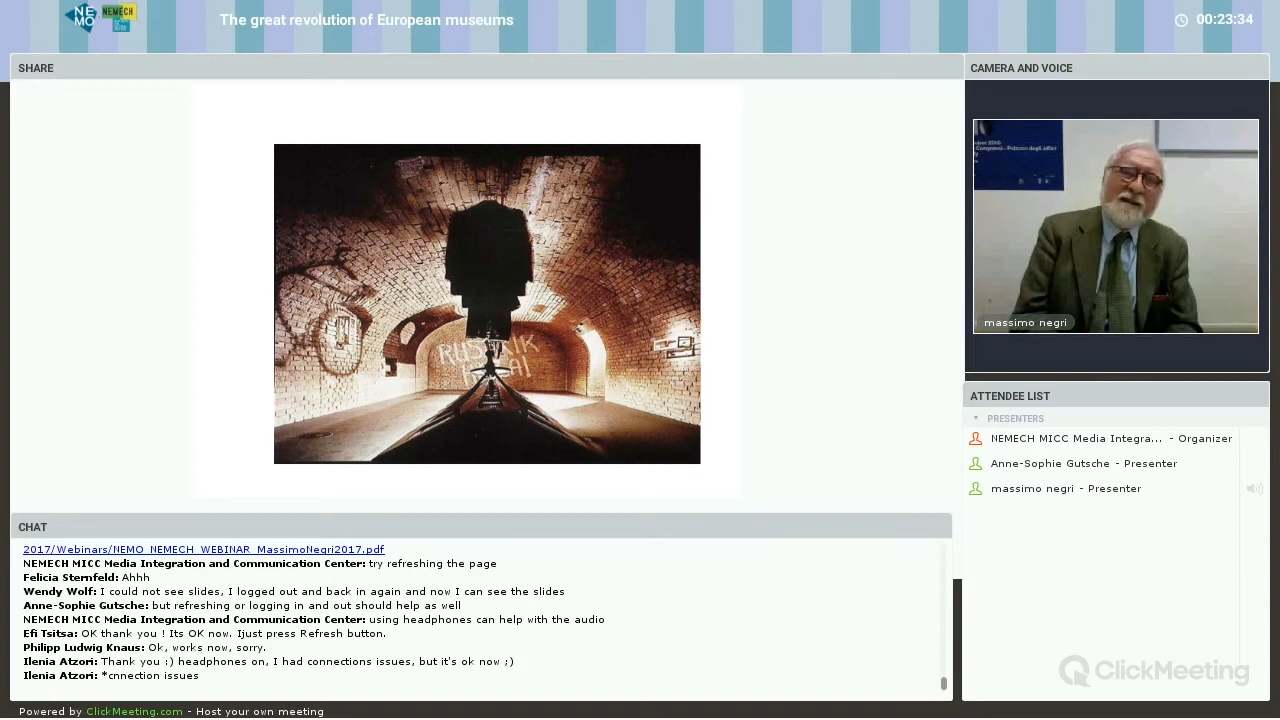 NE
MO NEMECH
The great revolution of European museums
00:23:34
SHARE
CAMERA AND VOICE
massimo negri
ATTENDEE LIST
PRESENTERS
NEMECH MICC Media Integra... - Organizer
Anne-Sophie Gutsche - Presenter
massimo negri - Presenter
CHAT
2017/Webinars/NEMO_NEMECH_WEBINAR_MassimoNegri2017.pdf
NEMECH MICC Media Integration and Communication Center: try refreshing the page
Felicia Sternfeld: Ahhh
Wendy Wolf: I could not see slides, I logged out and back in again and now I can see the slides
Anne-Sophie Gutsche: but refreshing or logging in and out should help as well
NEMECH MICC Media Integration and Communication Center: using headphones can help with the audio
Efi Tsitsa: OK thank you ! Its OK now. Ijust press Refresh button.
Philipp Ludwig Knaus: Ok, works now, sorry.
Ilenia Atzori: Thank you :) headphones on, I had connections issues, but it's ok now ;)
Ilenia Atzori: *cnnection issues
ClickMeeting
Powered by ClickMeeting.com - Host your own meeting